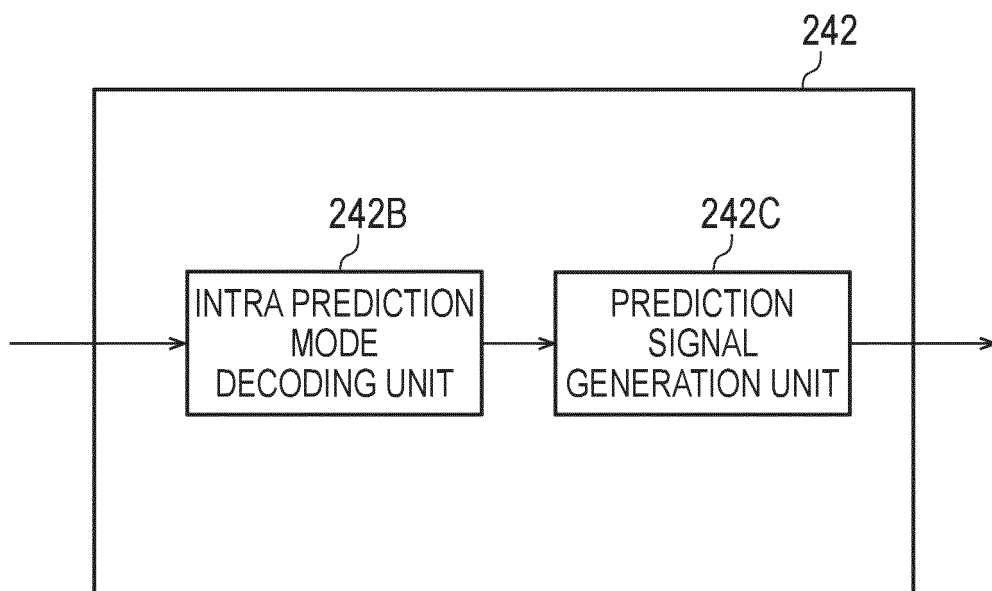 242
242B
242C
INTRA PREDICTION
MODE
DECODING UNIT
PREDICTION
SIGNAL
GENERATION UNIT